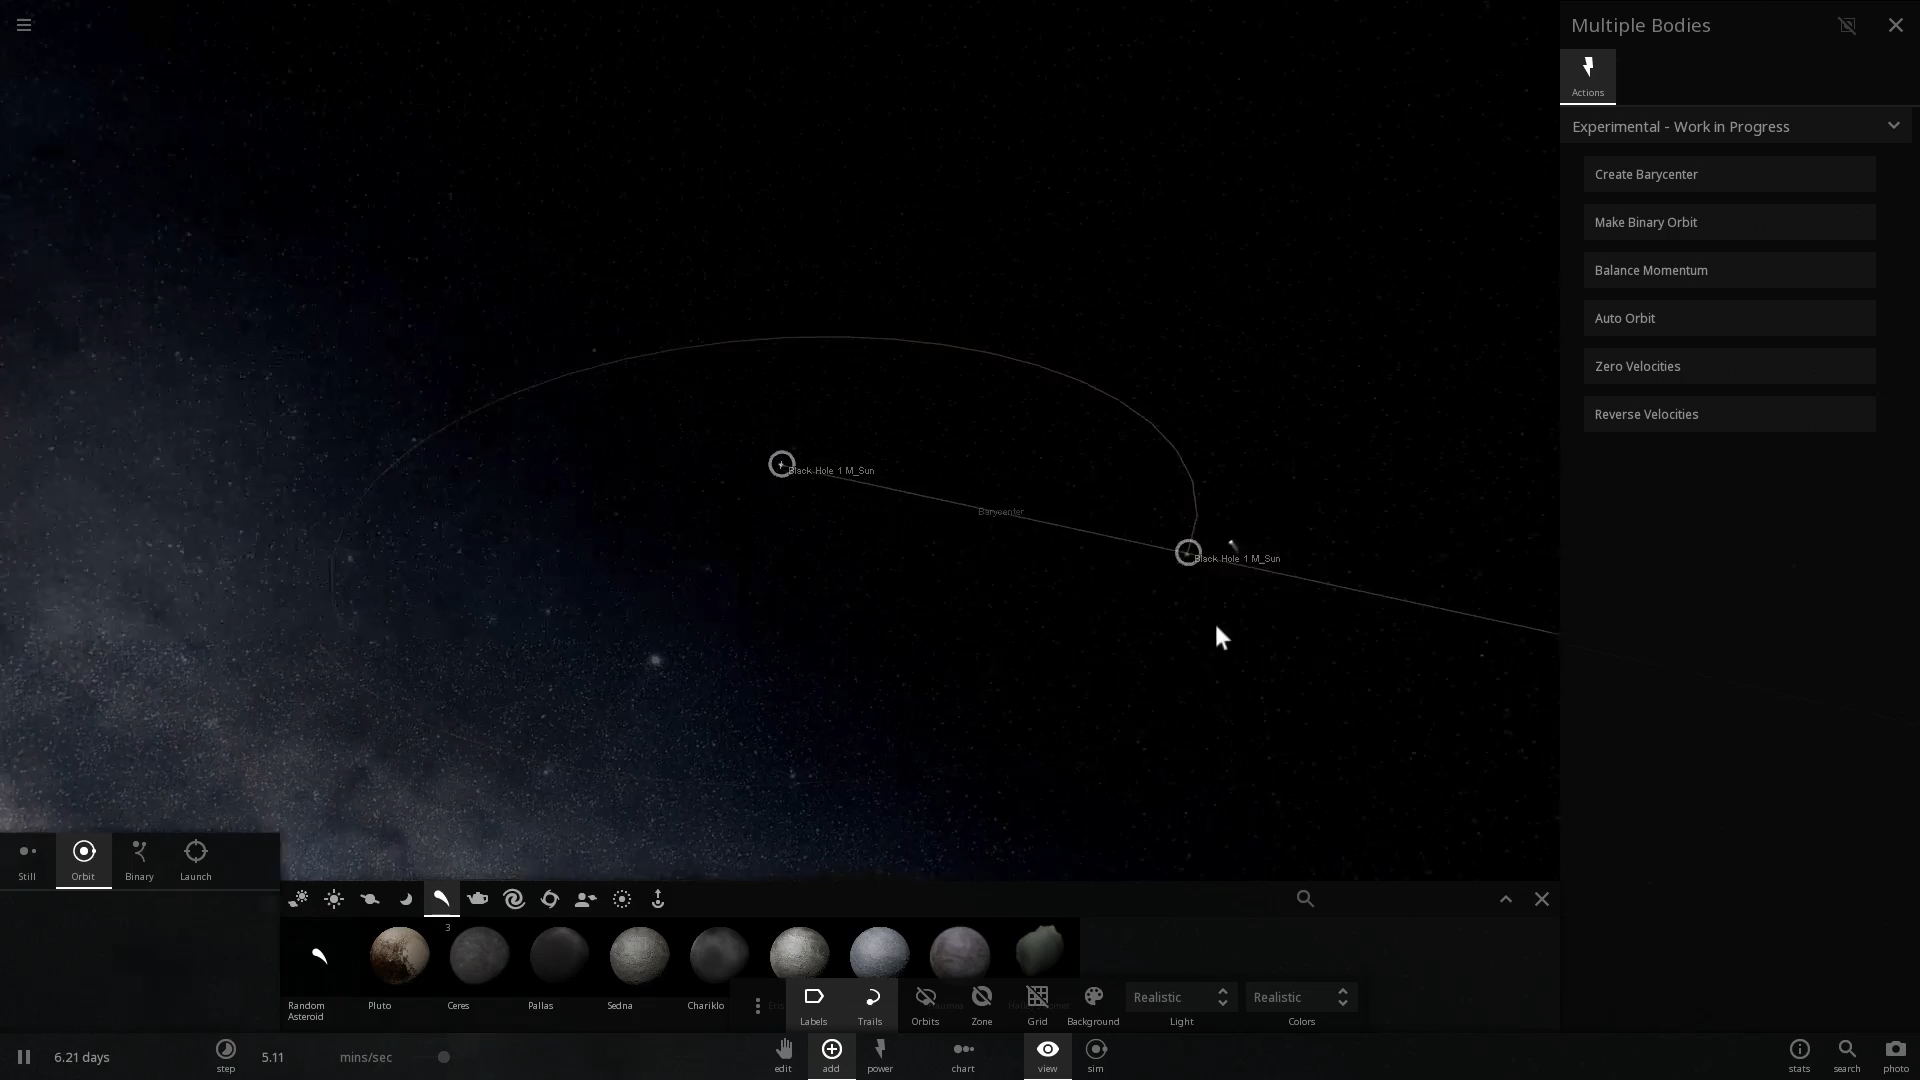 Multiple Bodies
Actions
Experimental - Work in Progress
Create Barycenter
Make Binary Orbit
Balance Momentum
Auto Orbit
Zero Velocities
Reverse Velocities
Black Hole 1 M_Sun
Barycenter
Black Hole 1 M_Sun
Still
Orbit
Binary
Launch
3
Random
Asteroid
Pluto
Ceres
Pallas
Sedna
Chariklo
Labels
Trails
Orbits
Zone
Grid
Background
Realistic
Light
Realistic
Colors
6.21 days
step
5.11
mins/sec
edit
add
power
chart
view
sim
stats
search
photo